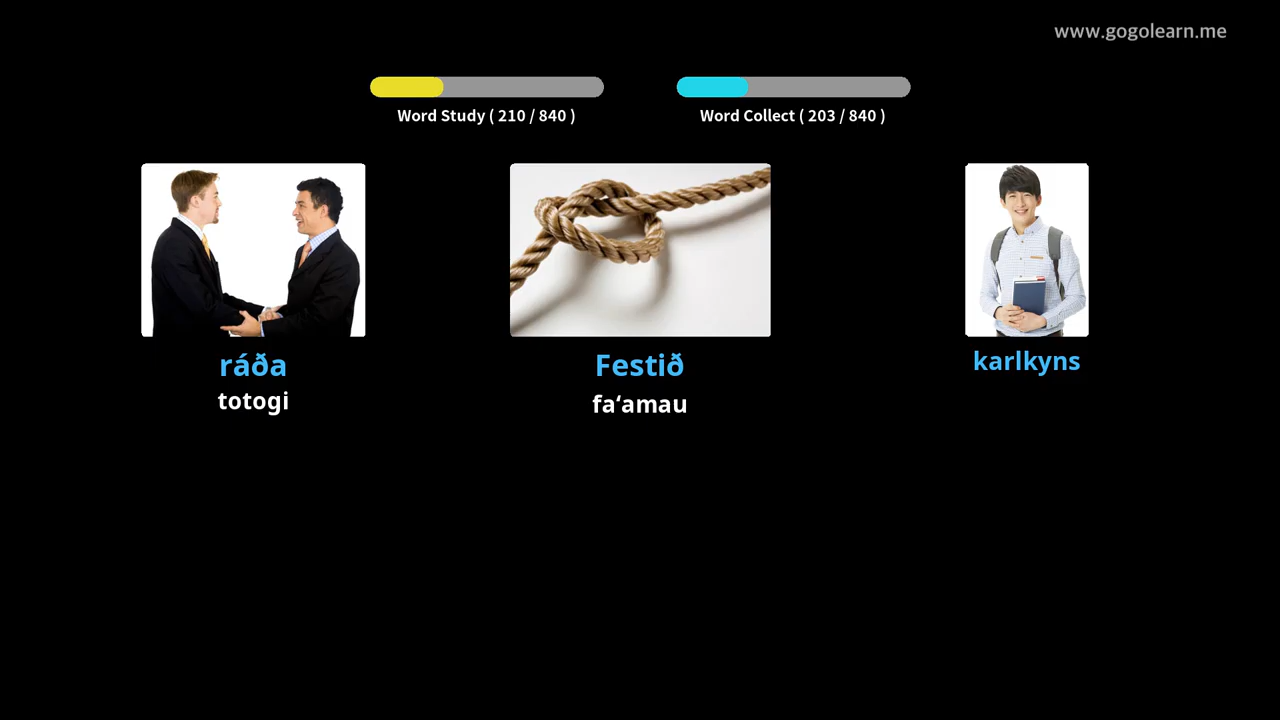 www.gogolearn.me
Word Study ( 210 / 840 )
Word Collect ( 203 / 840 )
ráða
totogi
Festið
faʻamau
karlkyns